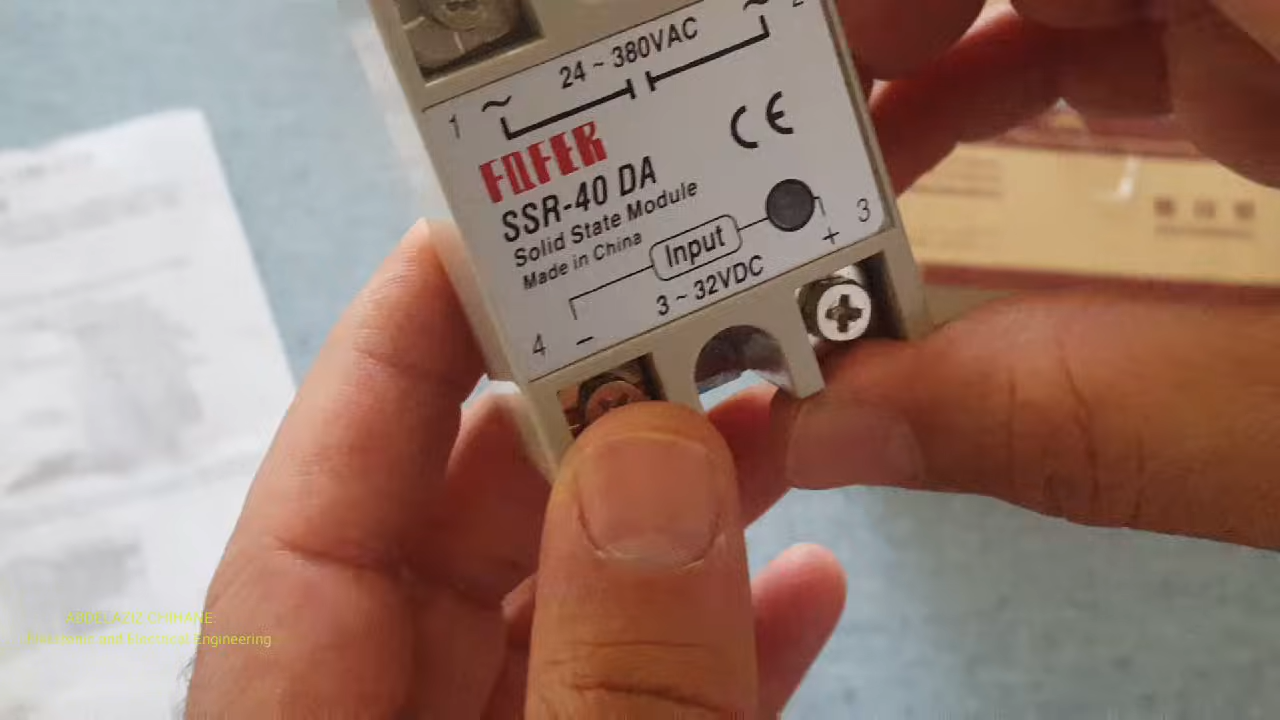 24 ~ 380VAC
1 ~ ~ 2
CE
FQFER
SSR-40 DA
Solid State Module
Made in China
Input
3
+
3 ~ 32VDC
4 −
ABDELAZIZ CHIHANE
Electronic and Electrical Engineering